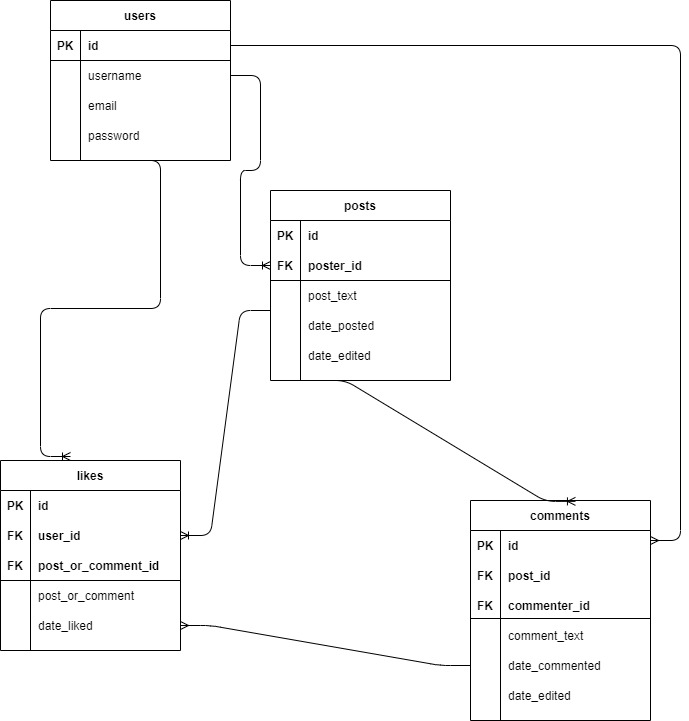 users
PK id
username
email
password
posts
PK id
FK poster_id
post_text
date_posted
date_edited
likes
PK id
FK user_id
FK post_or_comment_id
post_or_comment
date_liked
comments
PK id
FK post_id
FK commenter_id
comment_text
date_commented
date_edited